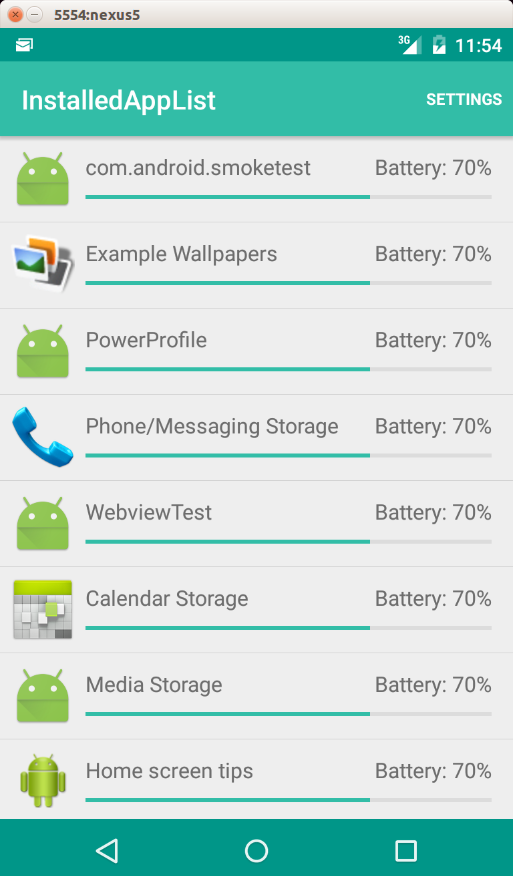 5554:nexus5
3G 11:54
InstalledAppList SETTINGS
com.android.smoketest Battery: 70%
Example Wallpapers Battery: 70%
PowerProfile Battery: 70%
Phone/Messaging Storage Battery: 70%
WebviewTest Battery: 70%
Calendar Storage Battery: 70%
Media Storage Battery: 70%
Home screen tips Battery: 70%